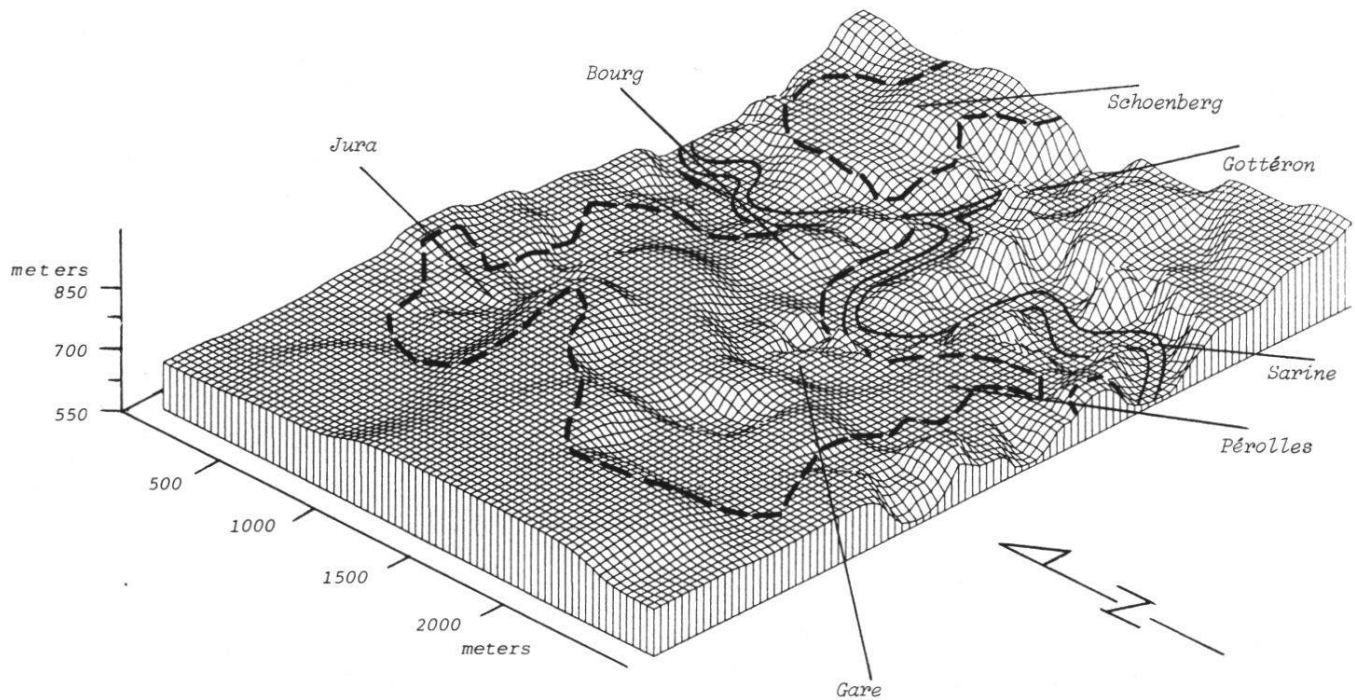 Bourg
Schoenberg
Jura
Gottéron
meters
850
700
550
Sarine
Pérolles
500
1000
1500
2000
meters
N
Gare